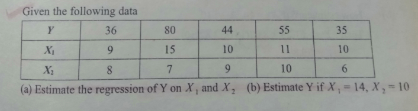 Given the following data
Y 36 80 44 55 35
X₁ 9 15 10 11 10
X₂ 8 7 9 10 6
(a) Estimate the regression of Y on X₁ and X₂ (b) Estimate Y if X₁ = 14, X₂ = 10